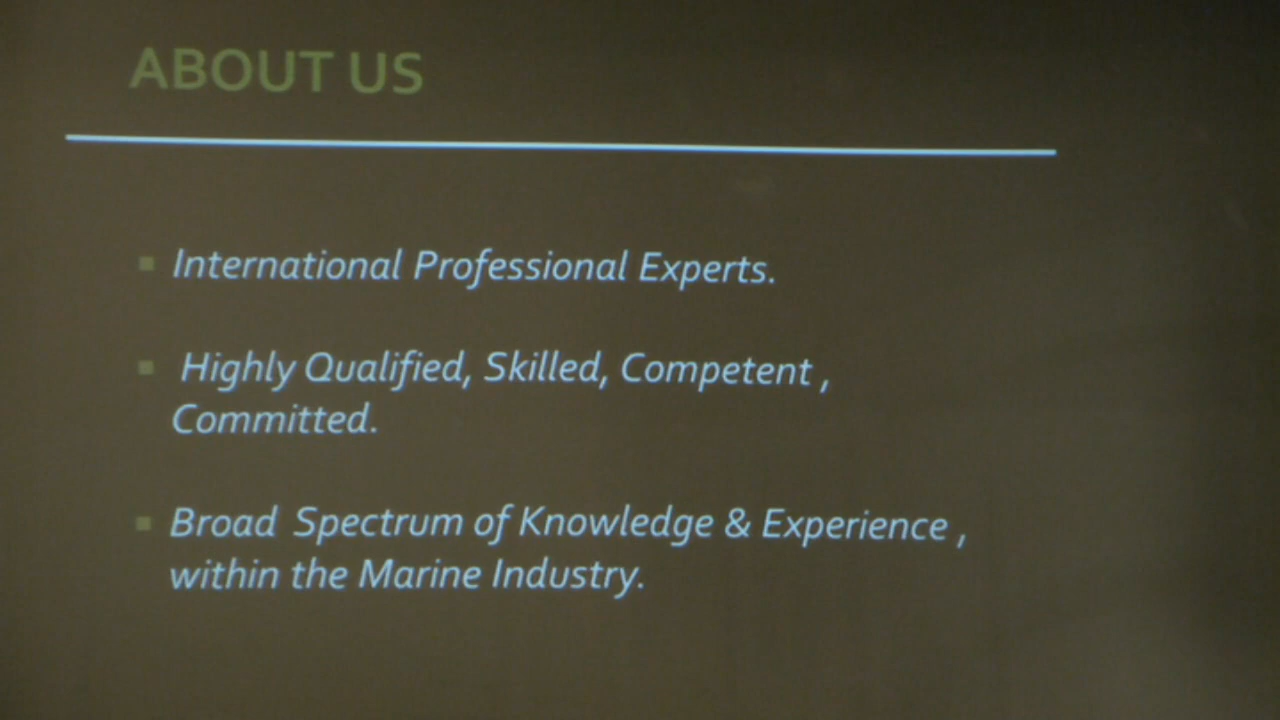 ABOUT US
International Professional Experts.
Highly Qualified, Skilled, Competent ,
Committed.
Broad Spectrum of Knowledge & Experience ,
within the Marine Industry.